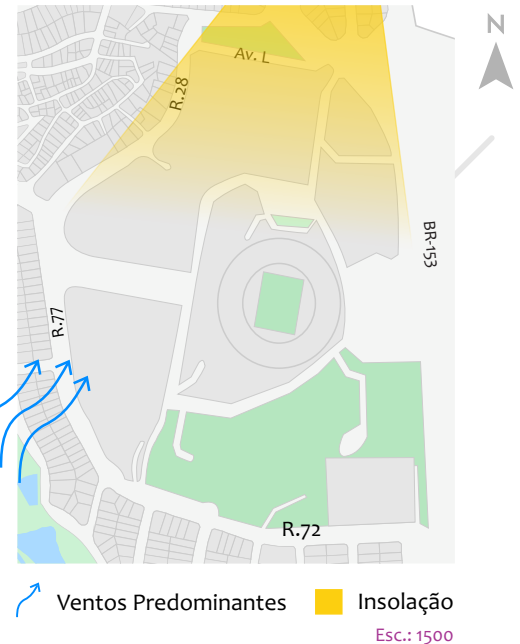 N
Av. L
R.28
BR-153
R.77
R.72
Ventos Predominantes
Insolação
Esc.: 1500